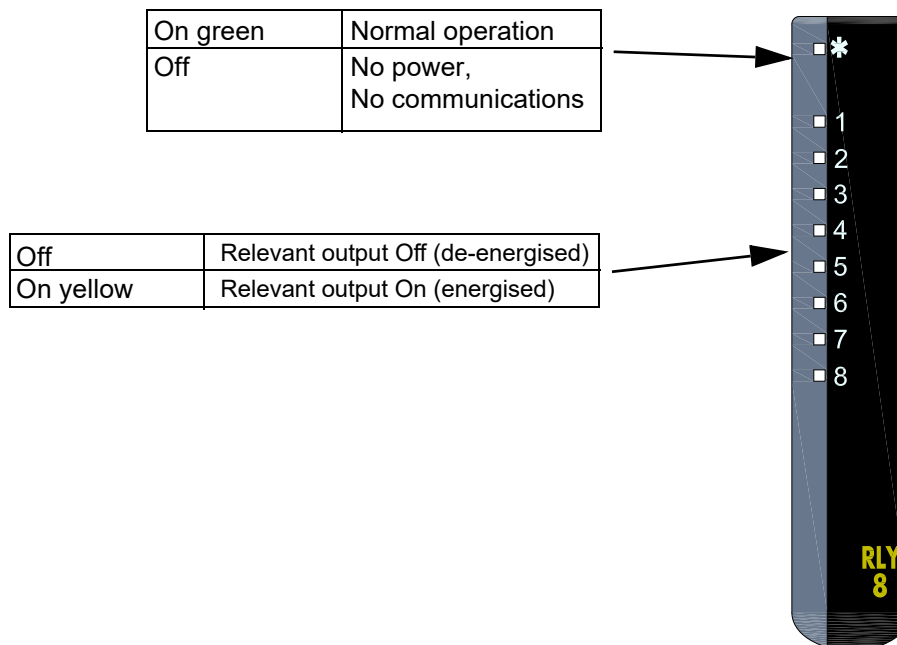 On green Normal operation
Off No power,
No communications
Off Relevant output Off (de-energised)
On yellow Relevant output On (energised)
✱
1
2
3
4
5
6
7
8
RLY
8